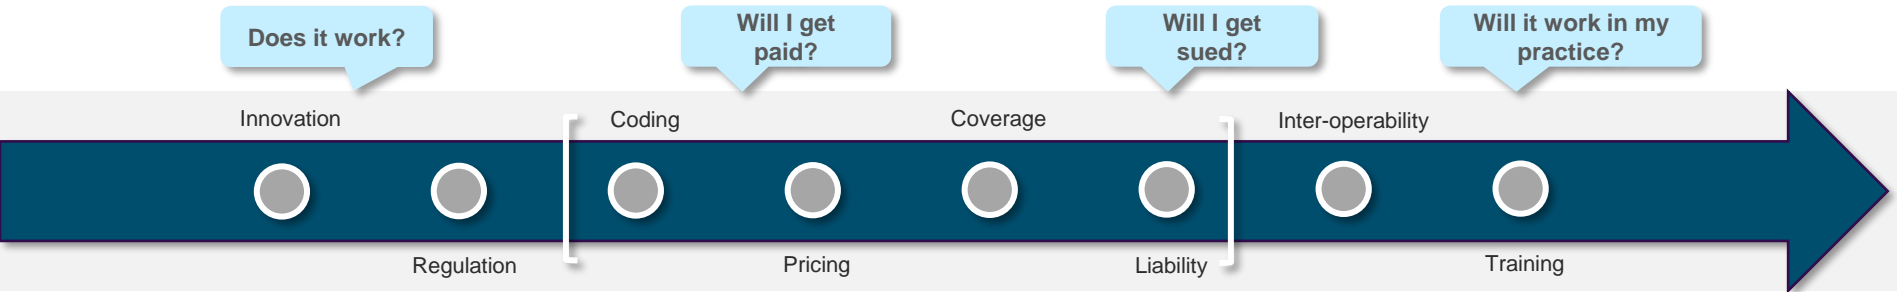 Does it work?
Will I get
paid?
Will I get
sued?
Will it work in my
practice?
Innovation
Coding
Coverage
Inter-operability
Regulation
Pricing
Liability
Training